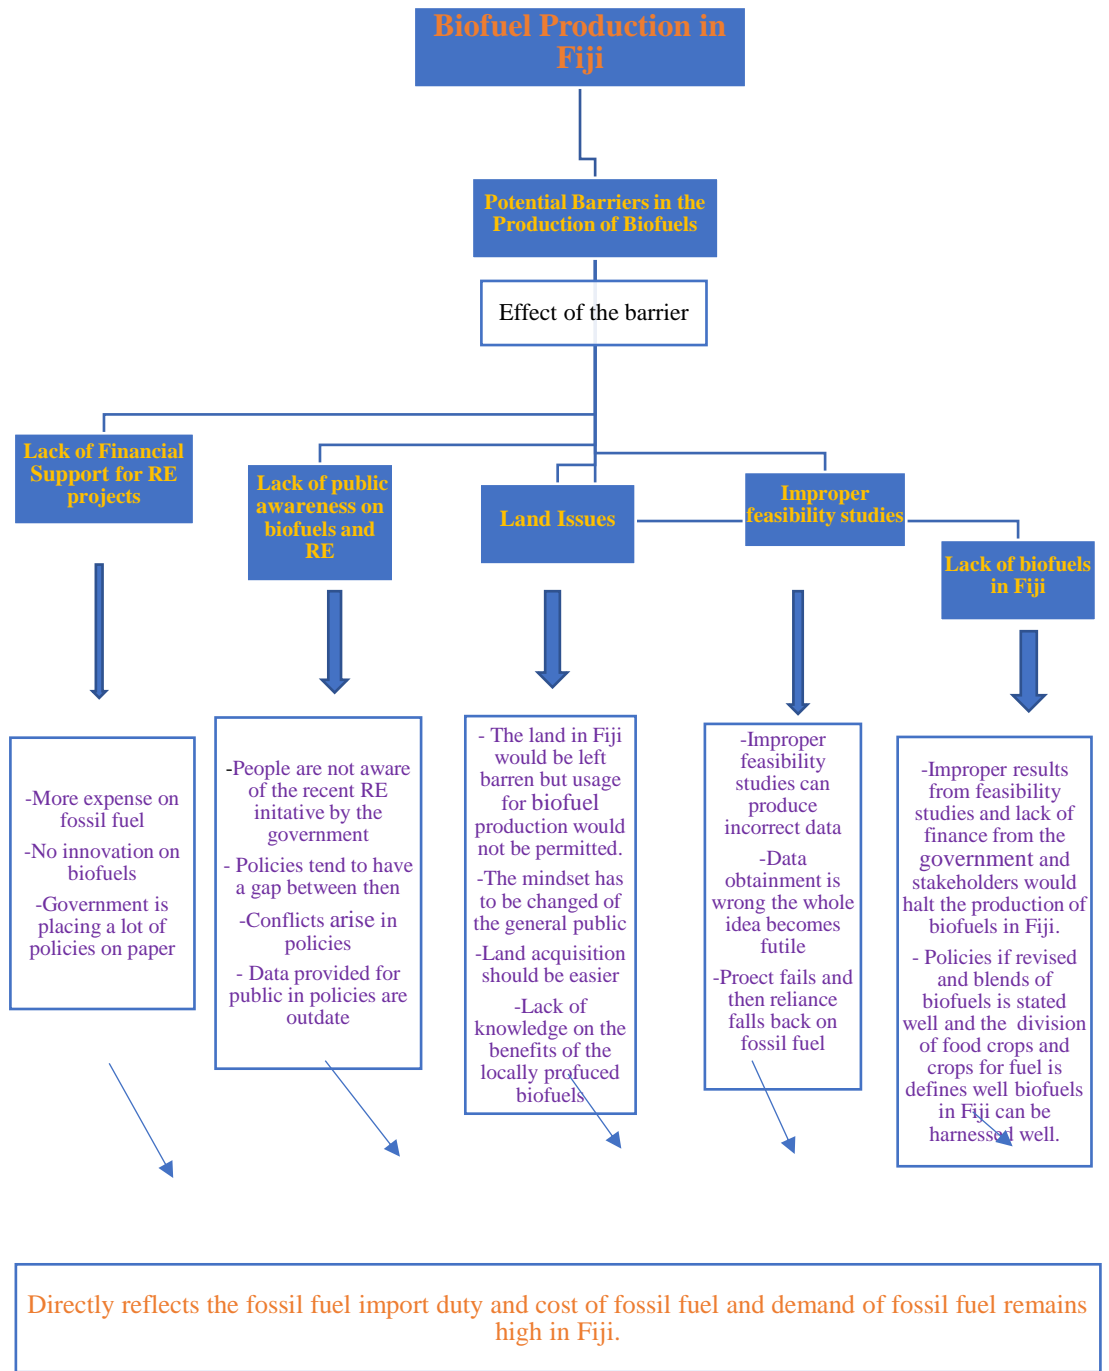 Biofuel Production in
Fiji
Potential Barriers in the
Production of Biofuels
Effect of the barrier
Lack of Financial
Support for RE
projects
Lack of public
awareness on
biofuels and
RE
Land Issues
Improper
feasibility studies
Lack of biofuels
in Fiji
-More expense on
fossil fuel
-No innovation on
biofuels
-Government is
placing a lot of
policies on paper
-People are not aware
of the recent RE
initative by the
government
- Policies tend to have
a gap between then
-Conflicts arise in
policies
- Data provided for
public in policies are
outdate
- The land in Fiji
would be left
barren but usage
for biofuel
production would
not be permitted.
-The mindset has
to be changed of
the general public
-Land acquisition
should be easier
-Lack of
knowledge on the
benefits of the
locally profuced
biofuels
-Improper
feasibility
studies can
produce
incorrect data
-Data
obtainment is
wrong the whole
idea becomes
futile
-Proect fails and
then reliance
falls back on
fossil fuel
-Improper results
from feasibility
studies and lack of
finance from the
government and
stakeholders would
halt the production of
biofuels in Fiji.
- Policies if revised
and blends of
biofuels is stated
well and the division
of food crops and
crops for fuel is
defines well biofuels
in Fiji can be
harnessed well.
Directly reflects the fossil fuel import duty and cost of fossil fuel and demand of fossil fuel remains
high in Fiji.